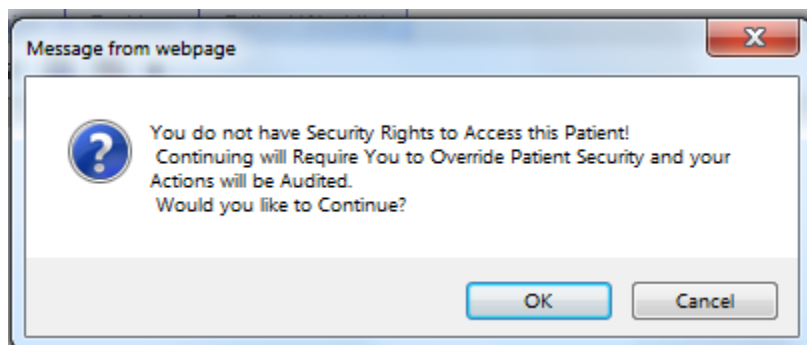 Message from webpage
You do not have Security Rights to Access this Patient!
Continuing will Require You to Override Patient Security and your
Actions will be Audited.
Would you like to Continue?
OK Cancel